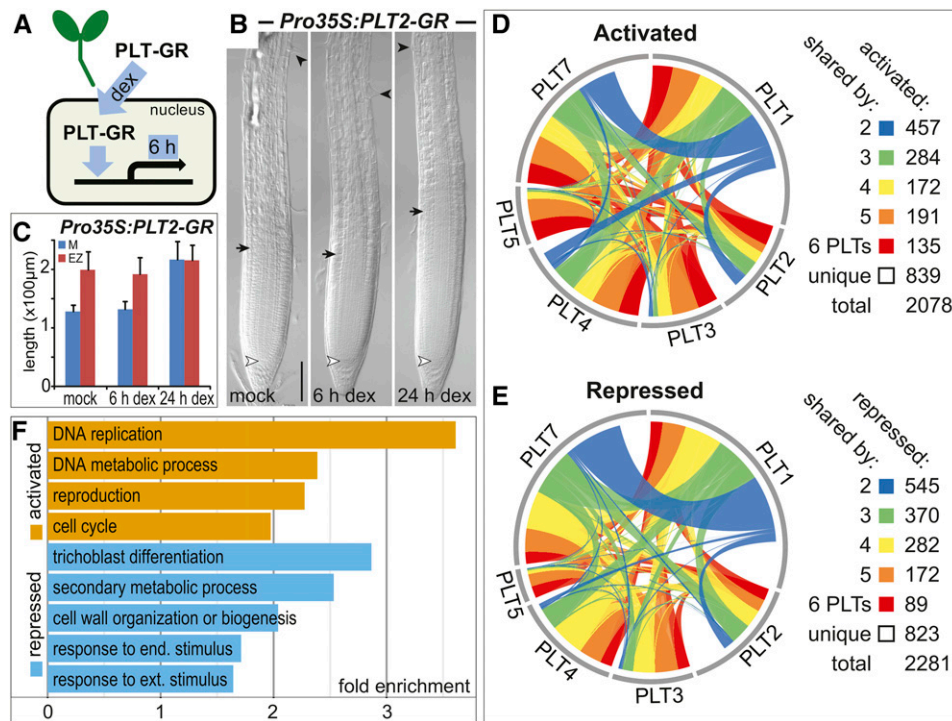 A
PLT-GR
dex
nucleus
PLT-GR
6 h
B
Pro35S:PLT2-GR
mock
6 h dex
24 h dex
C
Pro35S:PLT2-GR
M
EZ
length (x100µm)
2
1
0
mock
6 h dex
24 h dex
D
Activated
PLT7
PLT1
PLT5
PLT2
PLT4
PLT3
shared by:
activated:
2 457
3 284
4 172
5 191
6 PLTs 135
unique 839
total 2078
E
Repressed
PLT7
PLT1
PLT5
PLT2
PLT4
PLT3
shared by:
repressed:
2 545
3 370
4 282
5 172
6 PLTs 89
unique 823
total 2281
F
activated
repressed
DNA replication
DNA metabolic process
reproduction
cell cycle
trichoblast differentiation
secondary metabolic process
cell wall organization or biogenesis
response to end. stimulus
response to ext. stimulus
fold enrichment
0 1 2 3